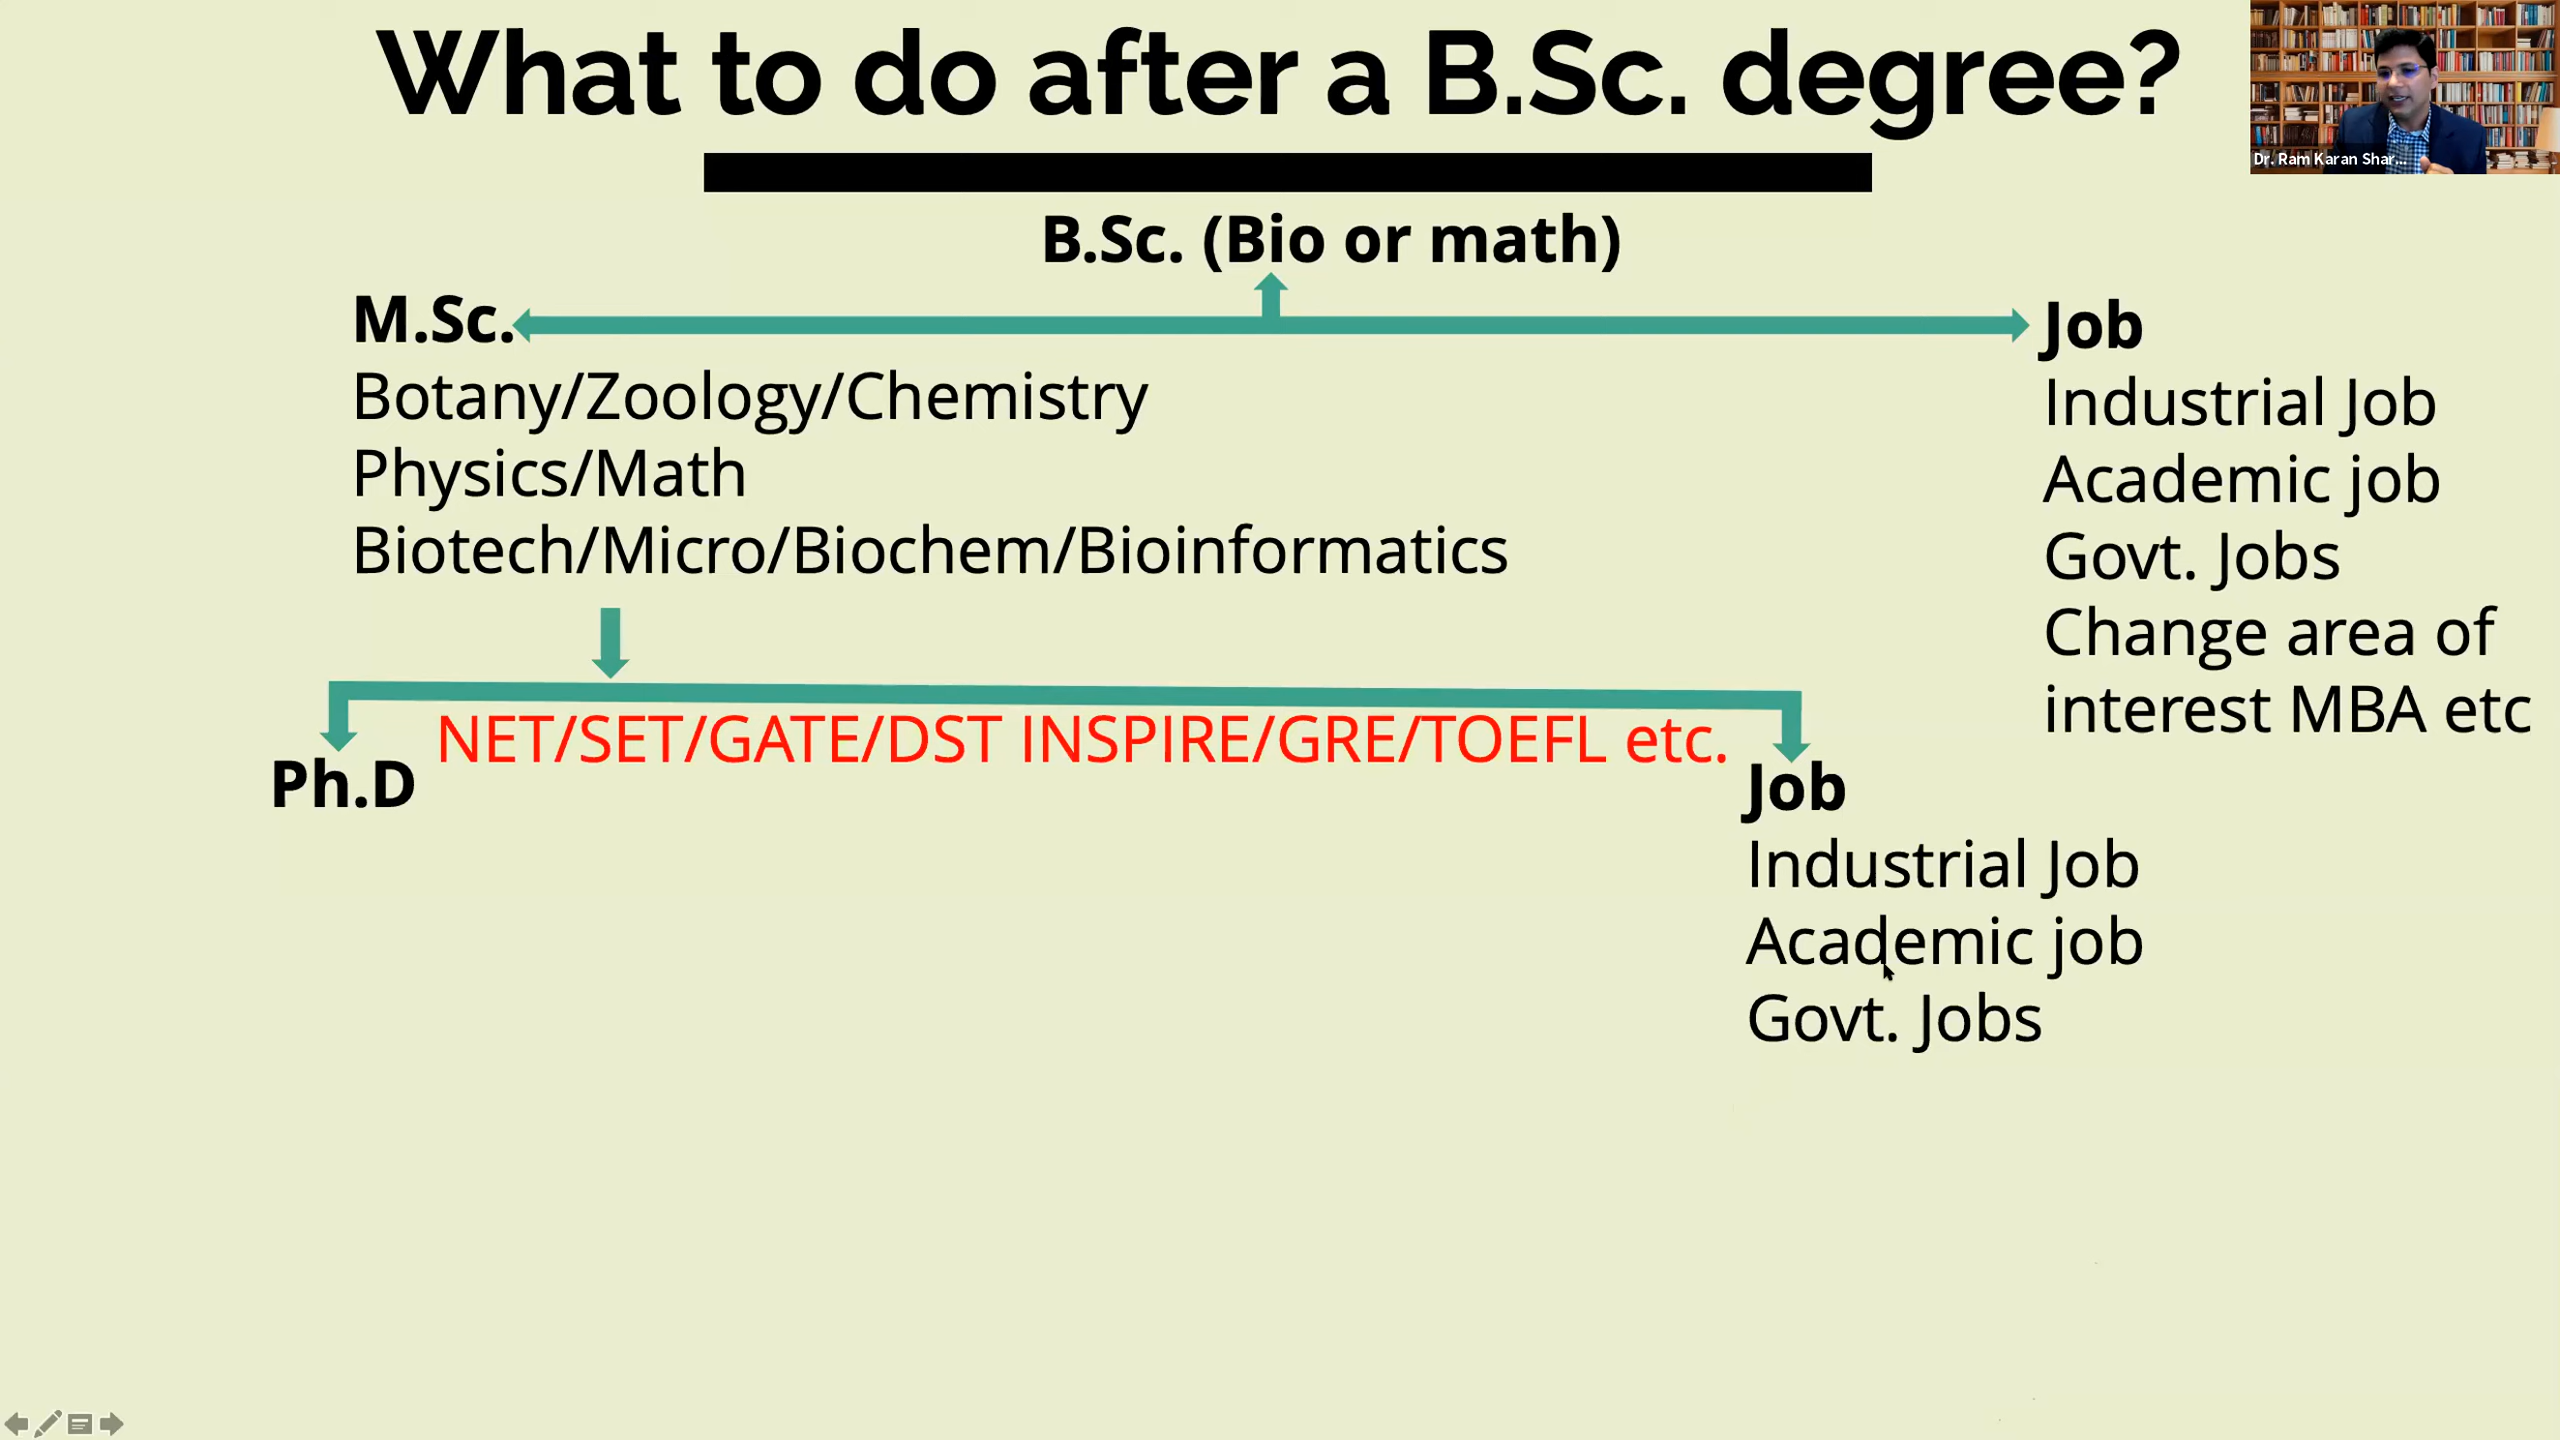 What to do after a B.Sc. degree?
Dr. Ram Karan Shar...
B.Sc. (Bio or math)
M.Sc.
Botany/Zoology/Chemistry
Physics/Math
Biotech/Micro/Biochem/Bioinformatics
Job
Industrial Job
Academic job
Govt. Jobs
Change area of
interest MBA etc
NET/SET/GATE/DST INSPIRE/GRE/TOEFL etc.
Ph.D
Job
Industrial Job
Academic job
Govt. Jobs